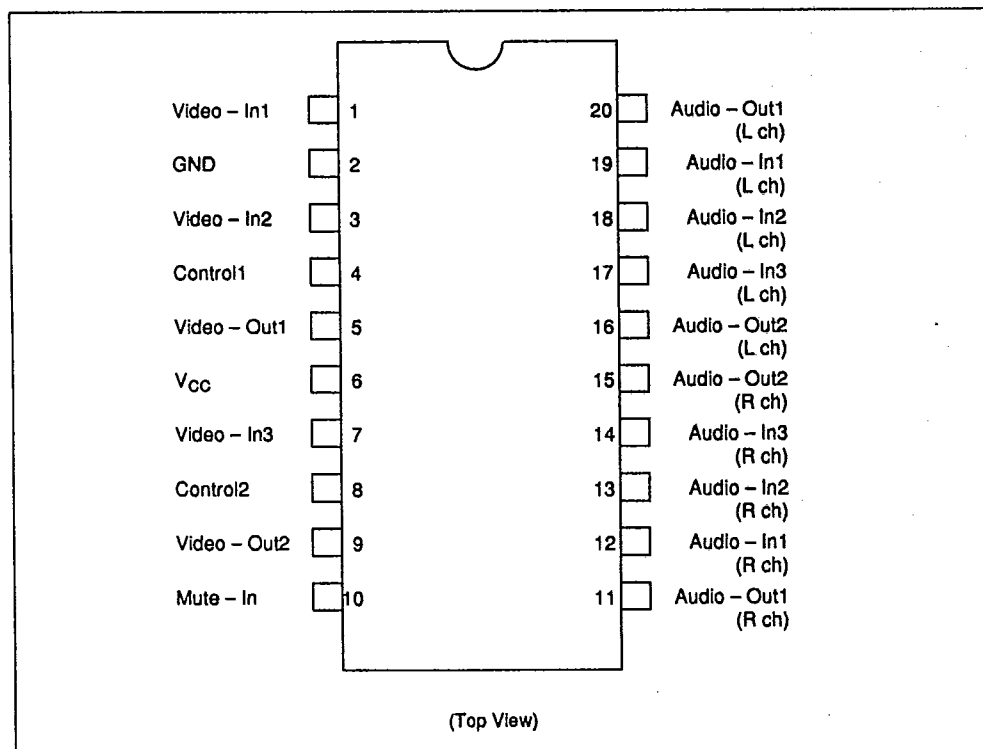 Video – In1 1 20 Audio – Out1
(L ch)
GND 2 19 Audio – In1
(L ch)
Video – In2 3 18 Audio – In2
(L ch)
Control1 4 17 Audio – In3
(L ch)
Video – Out1 5 16 Audio – Out2
(L ch)
VCC 6 15 Audio – Out2
(R ch)
Video – In3 7 14 Audio – In3
(R ch)
Control2 8 13 Audio – In2
(R ch)
Video – Out2 9 12 Audio – In1
(R ch)
Mute – In 10 11 Audio – Out1
(R ch)
(Top View)